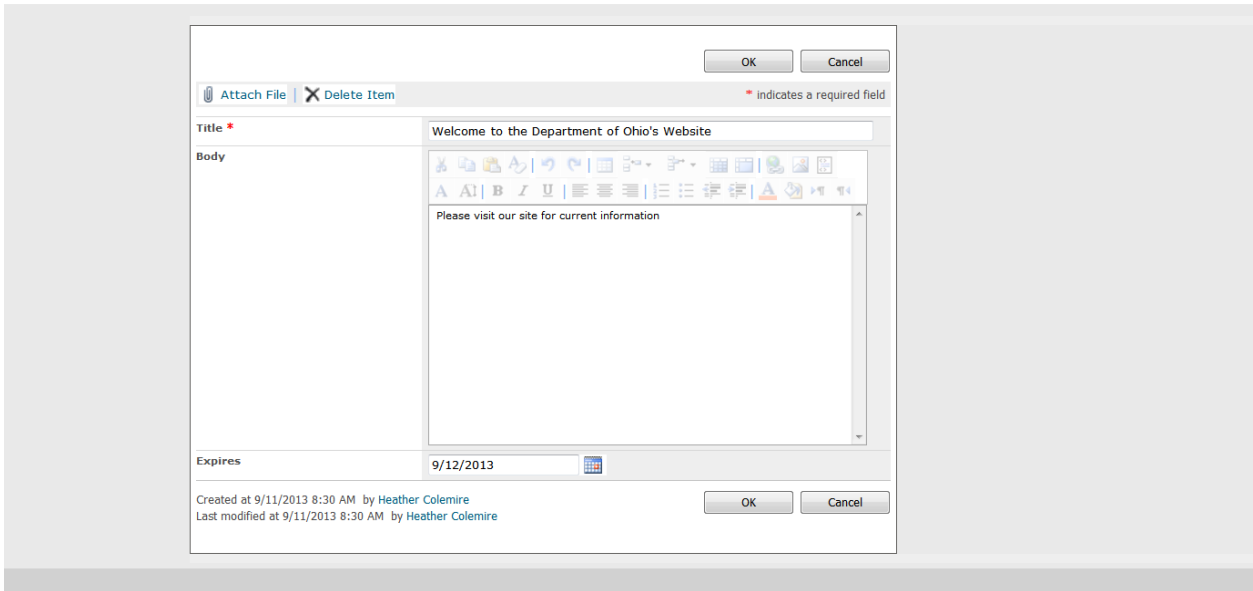 OK Cancel
Attach File | Delete Item * indicates a required field
Title * Welcome to the Department of Ohio's Website
Body
A A B I U A
Please visit our site for current information
Expires 9/12/2013
Created at 9/11/2013 8:30 AM by Heather Colemire OK Cancel
Last modified at 9/11/2013 8:30 AM by Heather Colemire